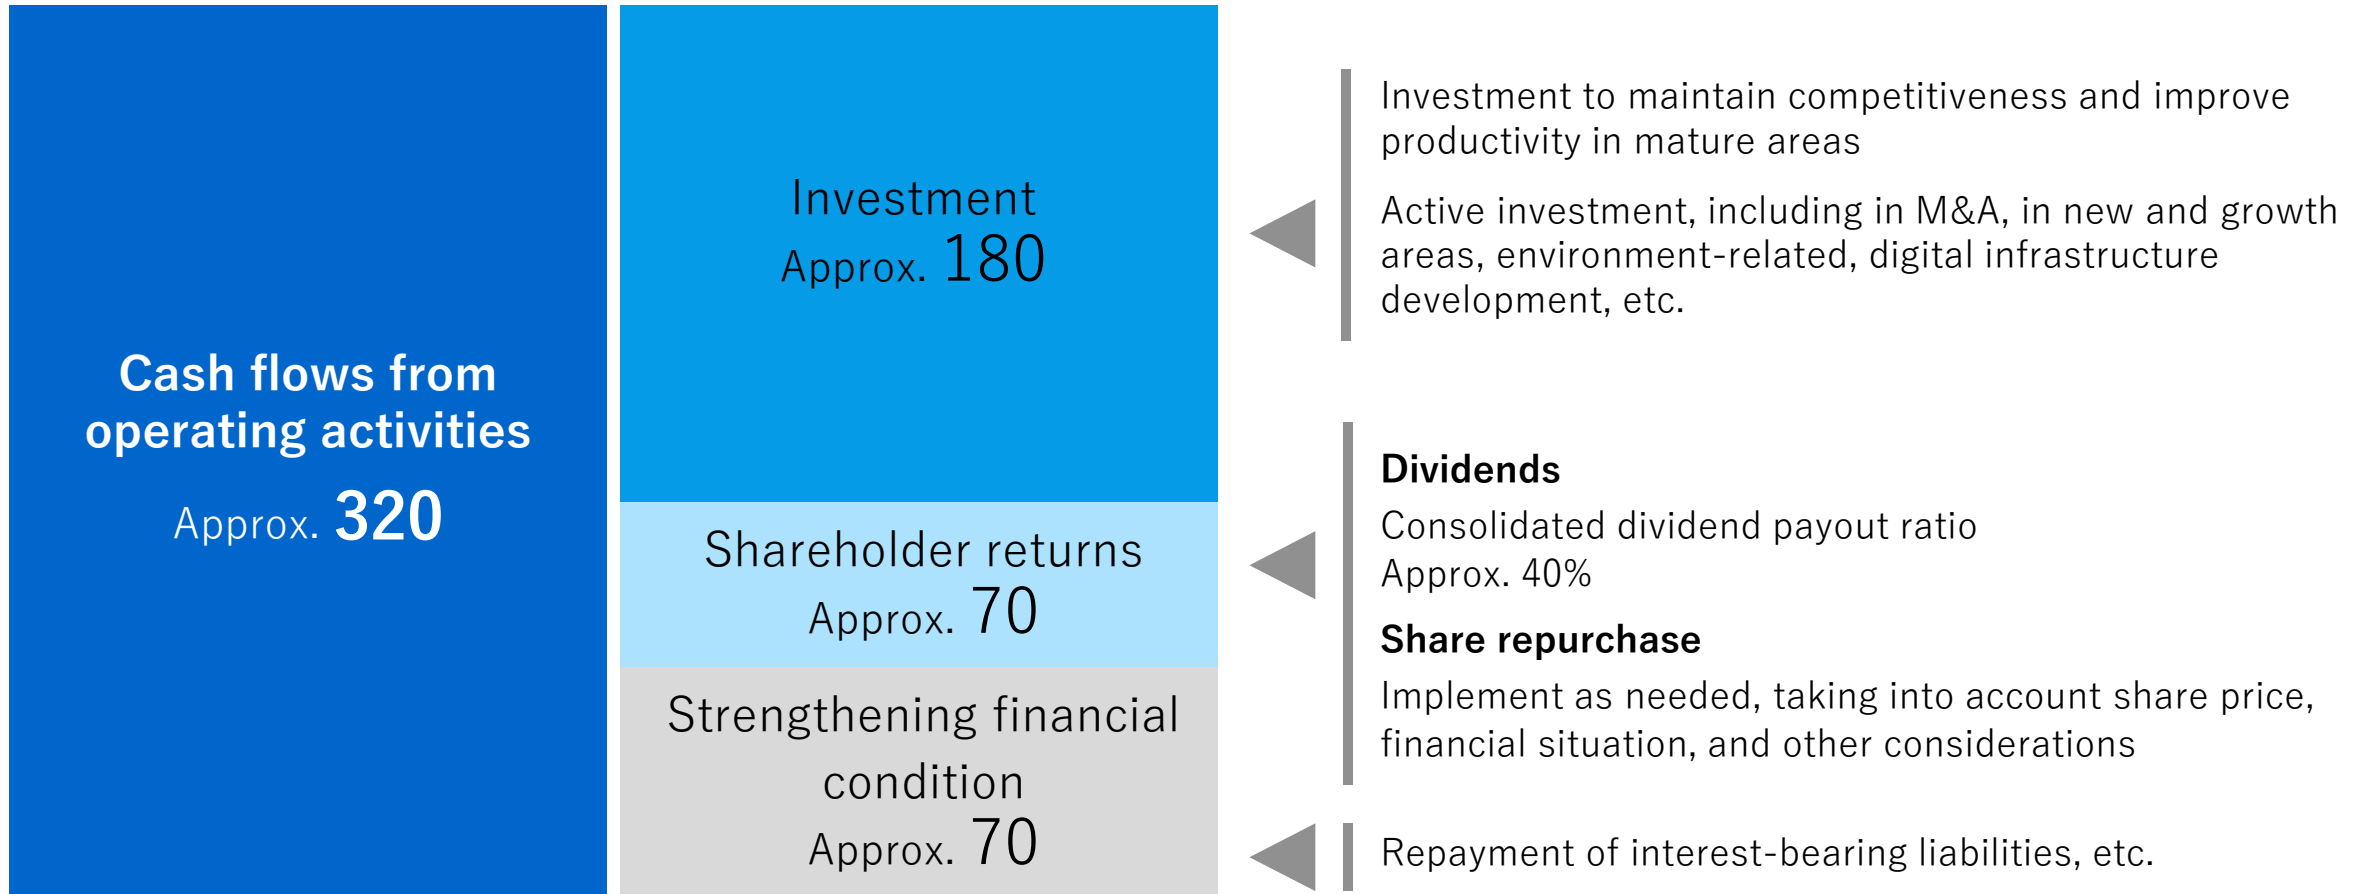 Cash flows from
operating activities
Approx. 320
Investment
Approx. 180
Shareholder returns
Approx. 70
Strengthening financial
condition
Approx. 70
Investment to maintain competitiveness and improve
productivity in mature areas
Active investment, including in M&A, in new and growth
areas, environment-related, digital infrastructure
development, etc.
Dividends
Consolidated dividend payout ratio
Approx. 40%
Share repurchase
Implement as needed, taking into account share price,
financial situation, and other considerations
Repayment of interest-bearing liabilities, etc.